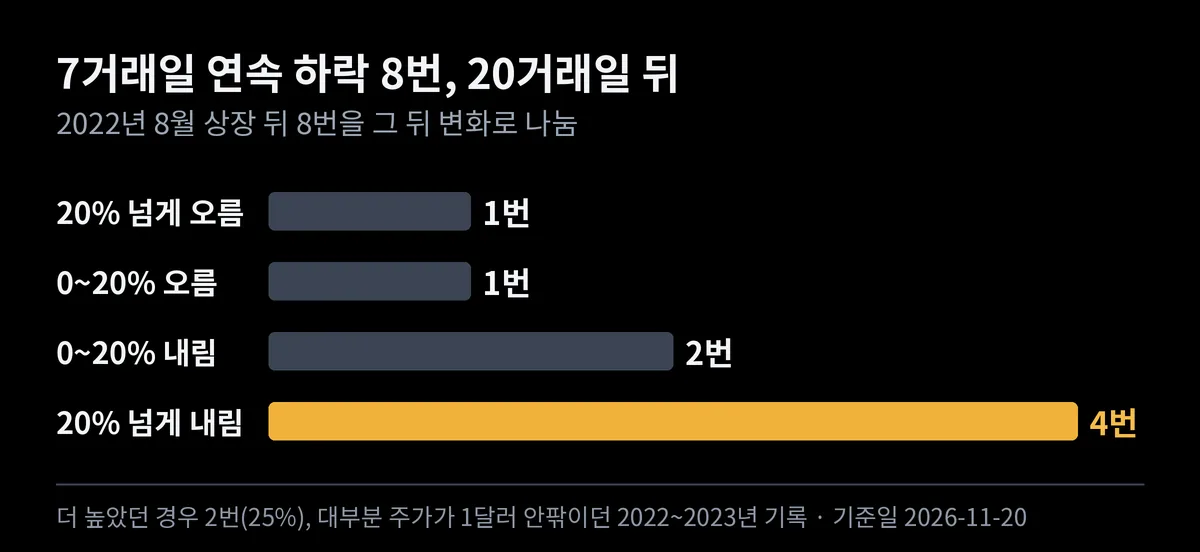 7거래일 연속 하락 8번, 20거래일 뒤
2022년 8월 상장 뒤 8번을 그 뒤 변화로 나눔
20% 넘게 오름 1번
0~20% 오름 1번
0~20% 내림 2번
20% 넘게 내림 4번
더 높았던 경우 2번(25%), 대부분 주가가 1달러 안팎이던 2022~2023년 기록 · 기준일 2026-11-20